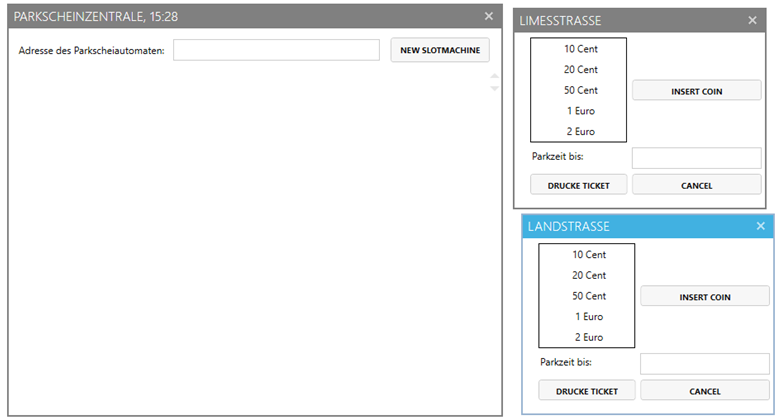 PARKSCHEINZENTRALE, 15:28
Adresse des Parkscheiautomaten:
NEW SLOTMACHINE
LIMESSTRASSE
10 Cent
20 Cent
50 Cent
1 Euro
2 Euro
INSERT COIN
Parkzeit bis:
DRUCKE TICKET
CANCEL
LANDSTRASSE
10 Cent
20 Cent
50 Cent
1 Euro
2 Euro
INSERT COIN
Parkzeit bis:
DRUCKE TICKET
CANCEL